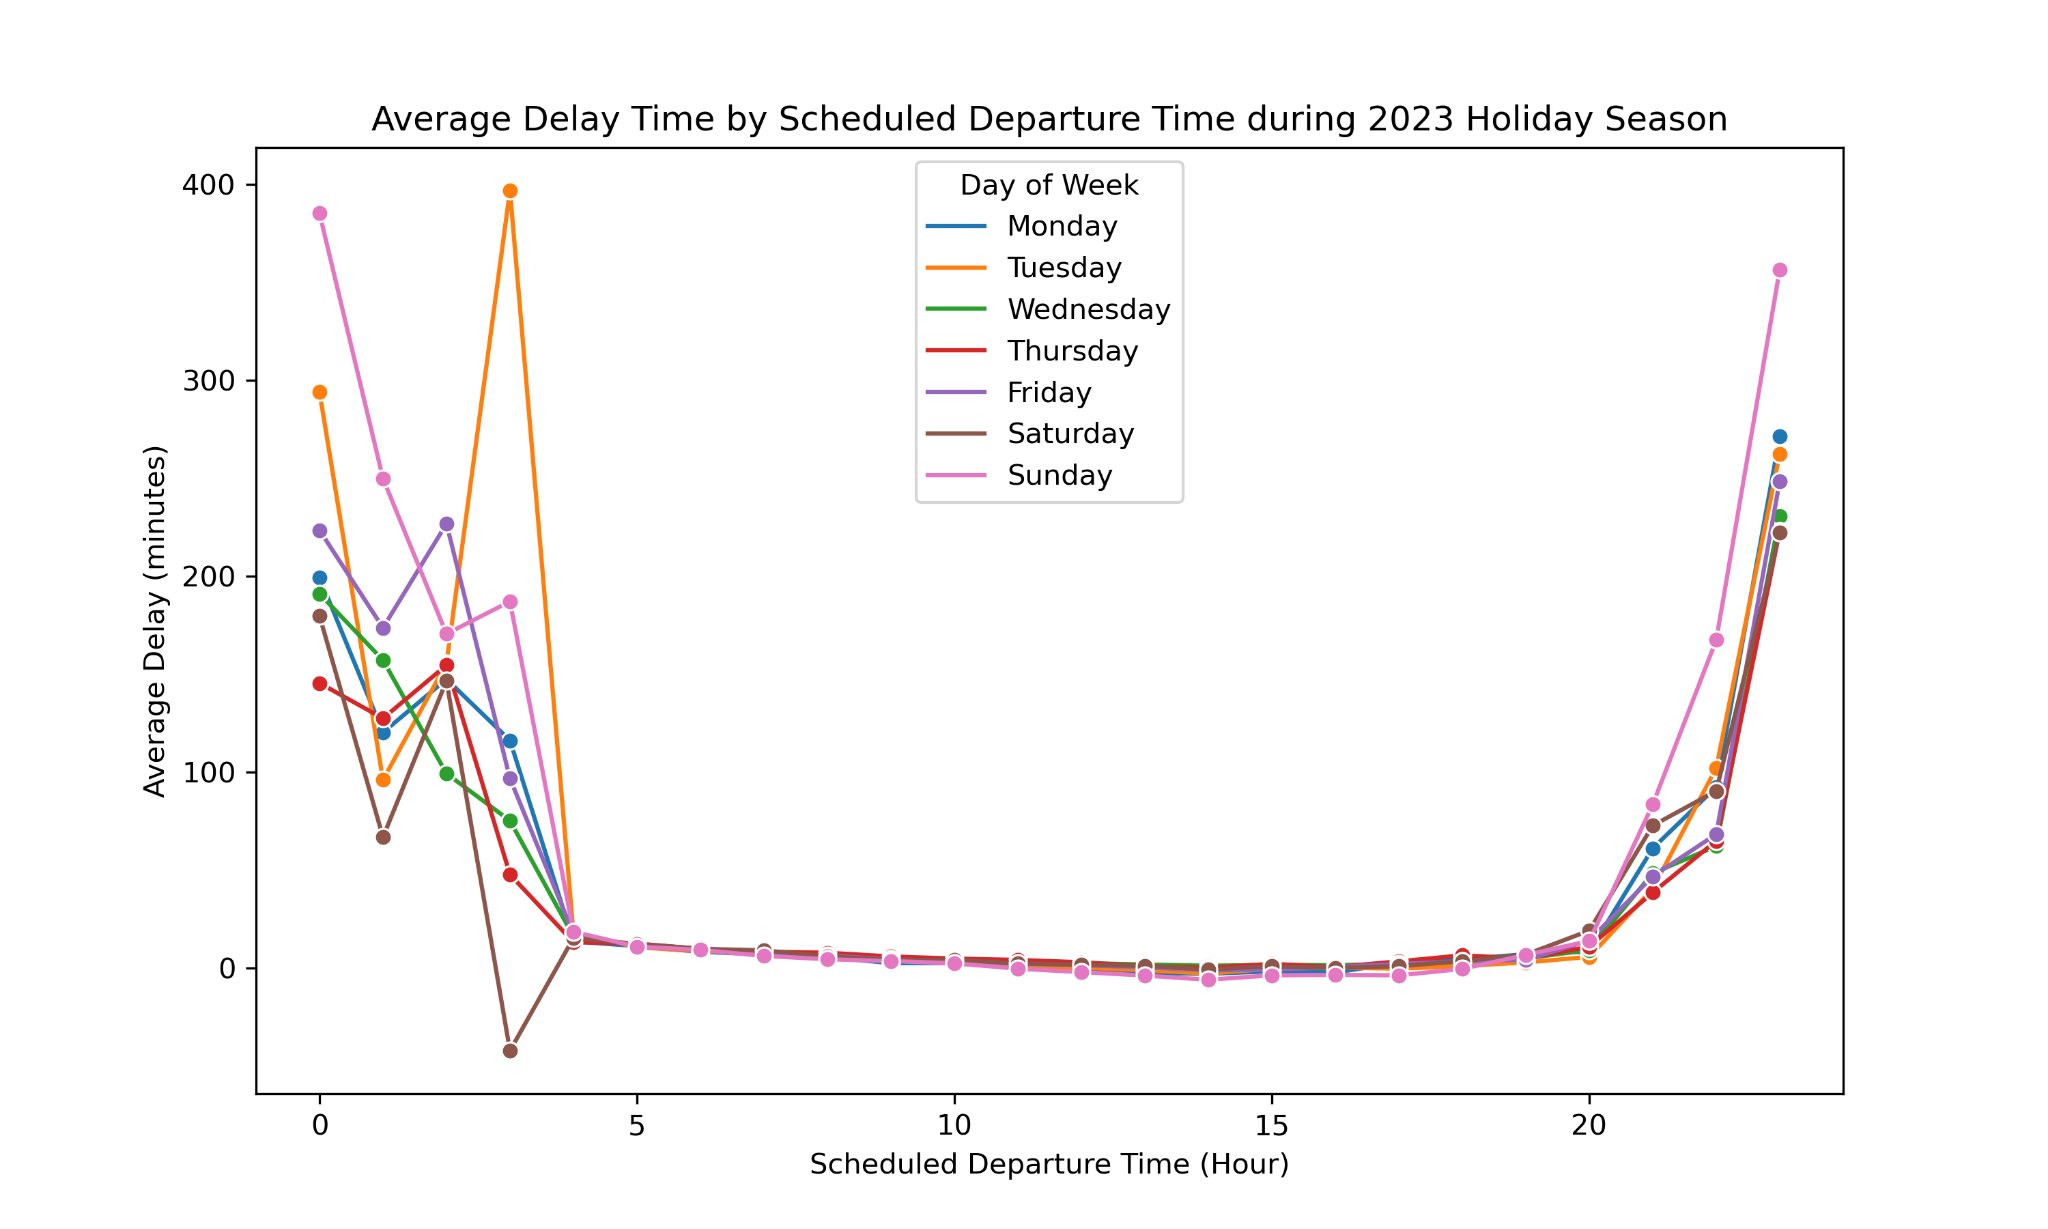 Average Delay Time by Scheduled Departure Time during 2023 Holiday Season
Day of Week
Monday
Tuesday
Wednesday
Thursday
Friday
Saturday
Sunday
400
300
200
100
0
Average Delay (minutes)
0 5 10 15 20
Scheduled Departure Time (Hour)